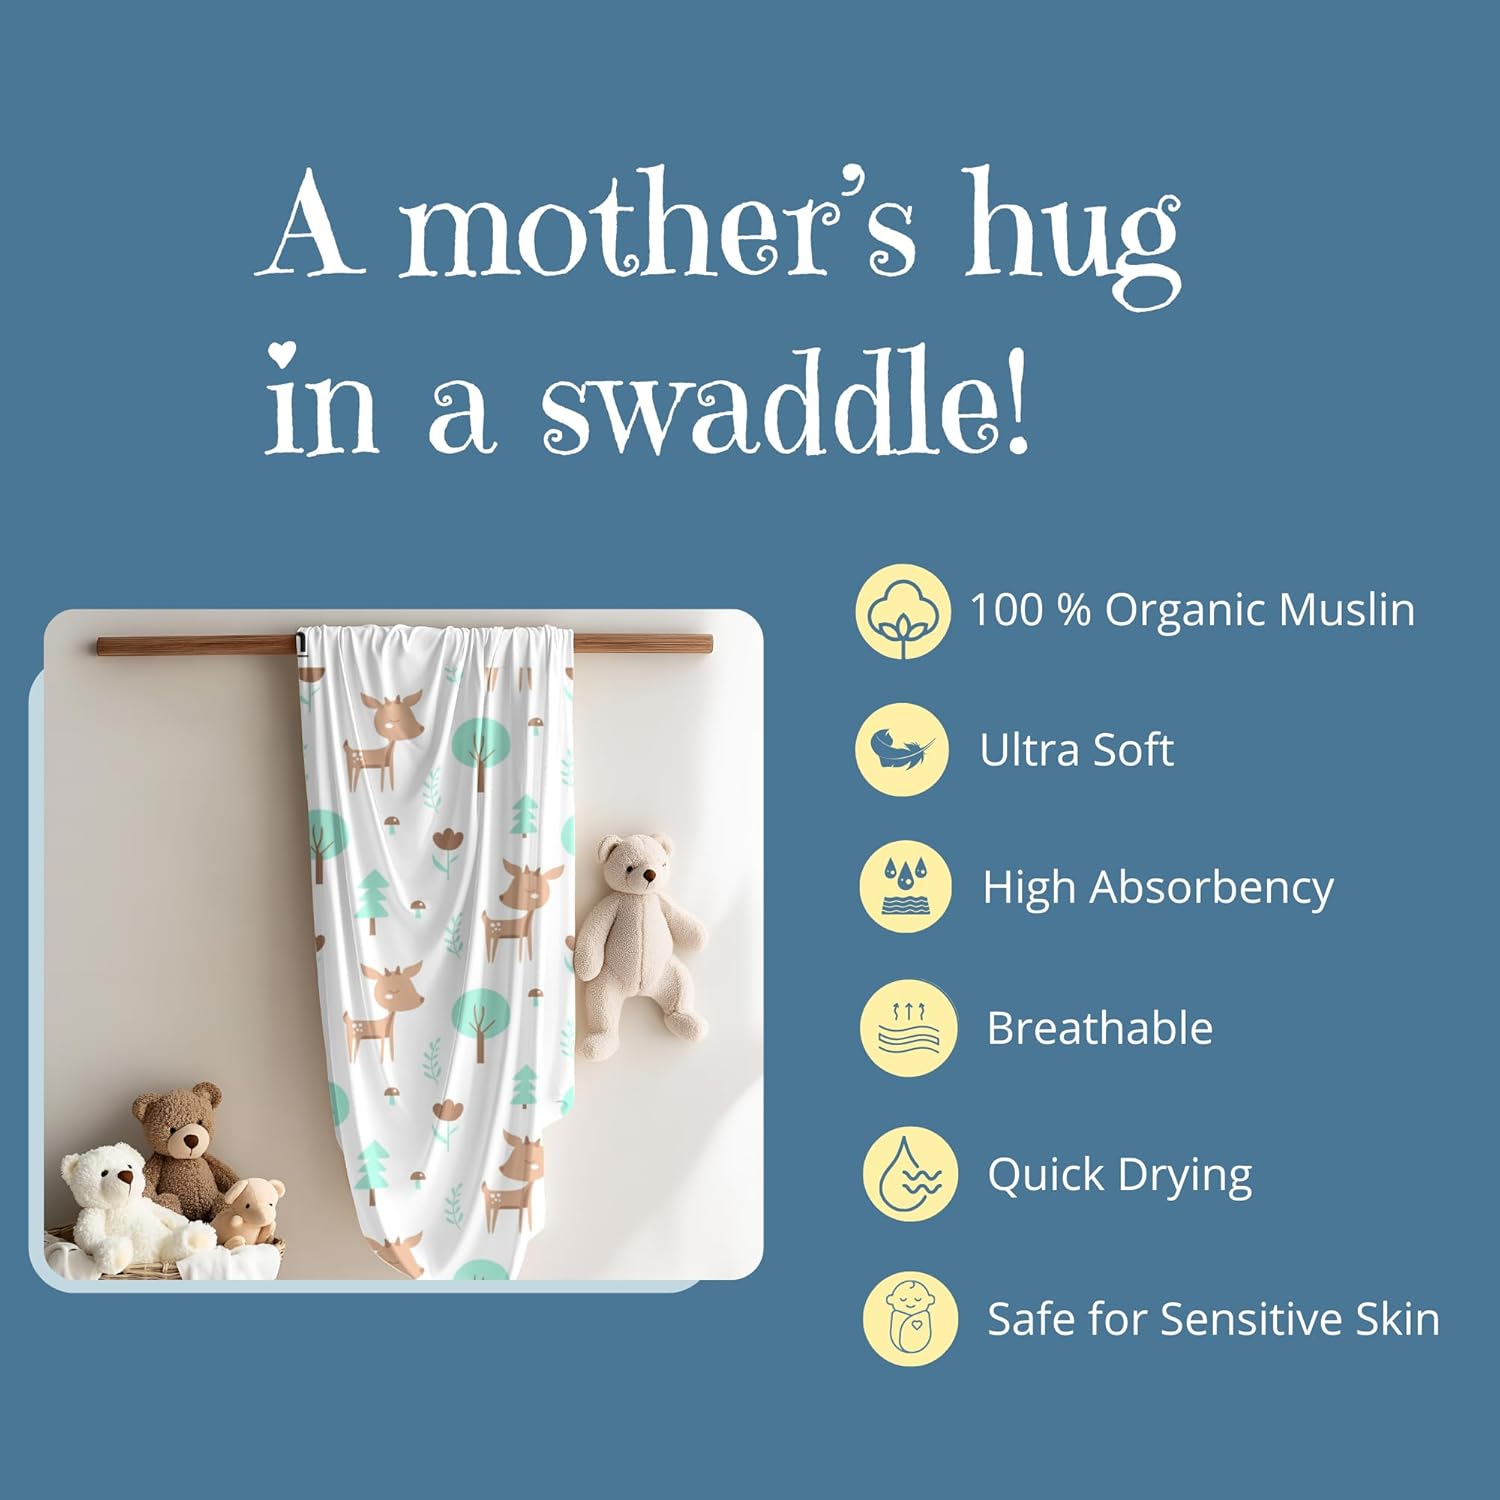 A mother’s hug
in a swaddle!
100 % Organic Muslin
Ultra Soft
High Absorbency
Breathable
Quick Drying
Safe for Sensitive Skin